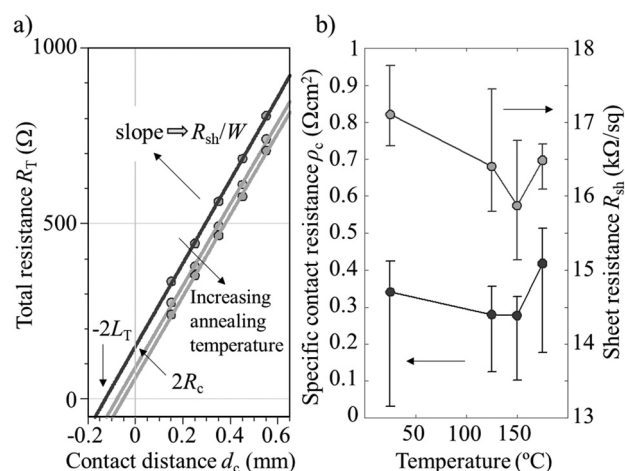 a)
1000
500
0
Total resistance R_T (Ω)
slope ⇨ R_sh/W
Increasing
annealing
temperature
-2L_T
2R_c
-0.2 0 0.2 0.4 0.6
Contact distance d_c (mm)
b)
1
0.9
0.8
0.7
0.6
0.5
0.4
0.3
0.2
0.1
0
Specific contact resistance ρ_c (Ωcm²)
18
17
16
15
14
13
Sheet resistance R_sh (kΩ/sq)
50 100 150
Temperature (ºC)